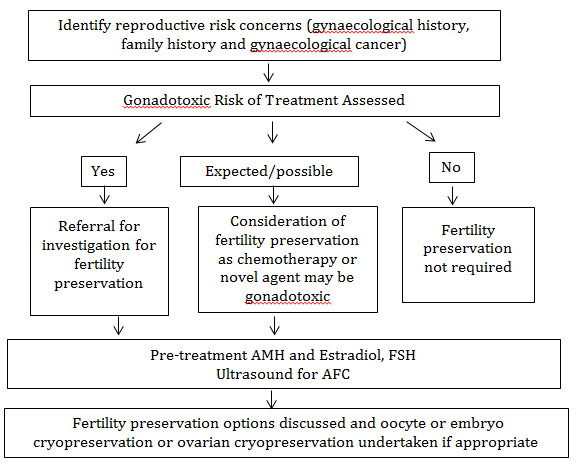 Identify reproductive risk concerns (gynaecological history,
family history and gynaecological cancer)
Gonadotoxic Risk of Treatment Assessed
Yes
Expected/possible
No
Referral for
investigation for
fertility
preservation
Consideration of
fertility preservation
as chemotherapy or
novel agent may be
gonadotoxic
Fertility
preservation
not required
Pre-treatment AMH and Estradiol, FSH
Ultrasound for AFC
Fertility preservation options discussed and oocyte or embryo
cryopreservation or ovarian cryopreservation undertaken if appropriate